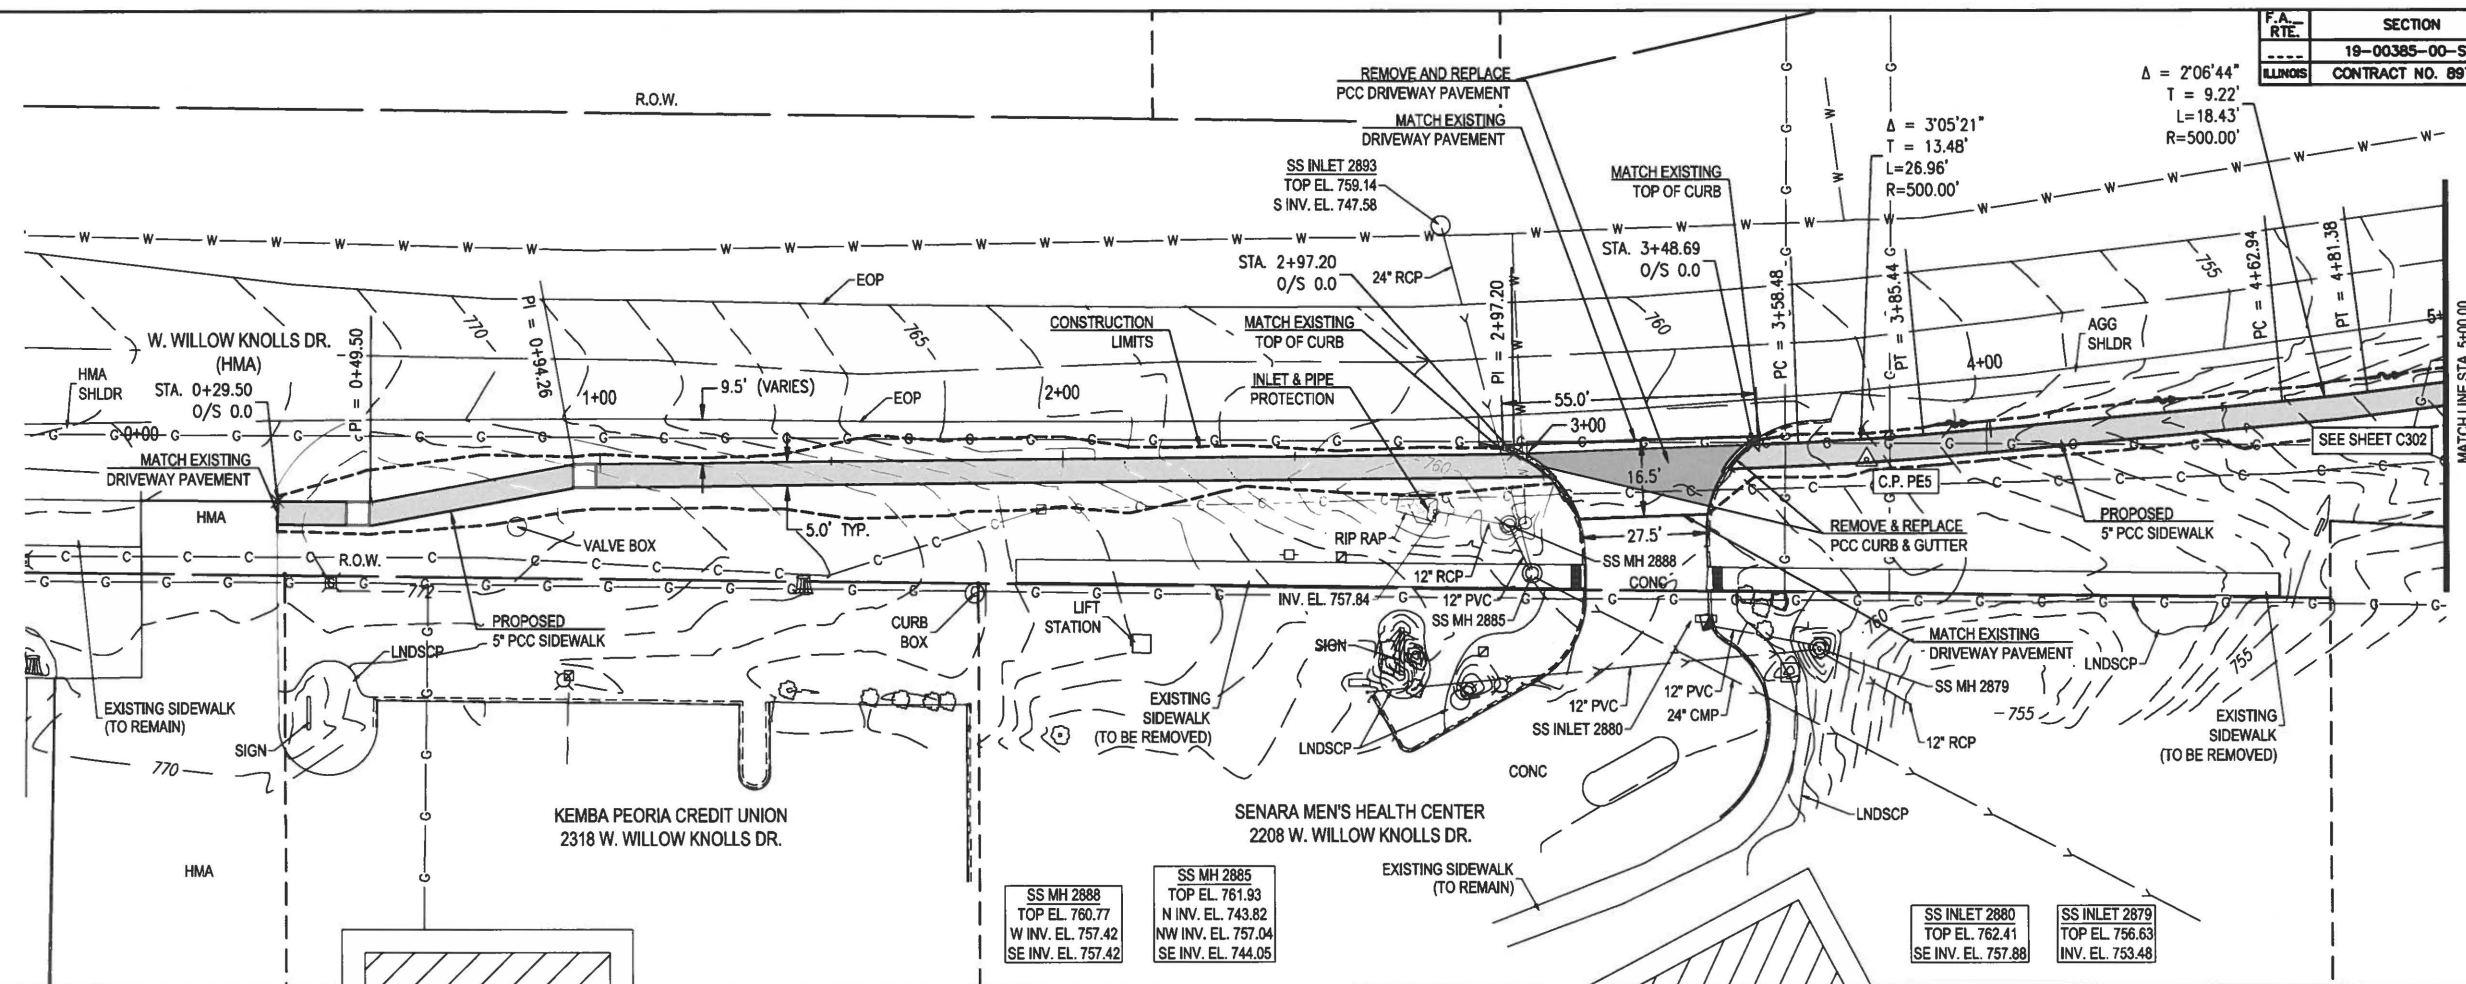 F.A._
RTE.
SECTION
----
19-00385-00-S
ILLINOIS
CONTRACT NO. 89
Δ = 2°06'44"
T = 9.22'
L=18.43'
R=500.00'
Δ = 3°05'21"
T = 13.48'
L=26.96'
R=500.00'
R.O.W.
REMOVE AND REPLACE
PCC DRIVEWAY PAVEMENT
MATCH EXISTING
DRIVEWAY PAVEMENT
SS INLET 2893
TOP EL. 759.14
S INV. EL. 747.58
MATCH EXISTING
TOP OF CURB
STA. 3+48.69
O/S 0.0
STA. 2+97.20
O/S 0.0
24" RCP
EOP
PI = 2+97.20
760
PC = 3+58.48
PT = 3+85.44
755
PC = 4+62.94
PT = 4+81.38
W. WILLOW KNOLLS DR.
(HMA)
PI = 0+49.50
770
PI = 0+94.26
765
CONSTRUCTION
LIMITS
MATCH EXISTING
TOP OF CURB
AGG
SHLDR
4+00
5+
MATCH LINE STA. 5+00.00
HMA
SHLDR
STA. 0+29.50
O/S 0.0
1+00
9.5' (VARIES)
EOP
2+00
INLET & PIPE
PROTECTION
55.0'
3+00
0+00
MATCH EXISTING
DRIVEWAY PAVEMENT
760
16.5'
C.P. PE5
SEE SHEET C302
HMA
5.0' TYP.
VALVE BOX
RIP RAP
27.5'
REMOVE & REPLACE
PCC CURB & GUTTER
PROPOSED
5" PCC SIDEWALK
R.O.W.
12" RCP
SS MH 2888
CONC
772
INV. EL. 757.84
12" PVC
SS MH 2885
PROPOSED
5" PCC SIDEWALK
CURB
BOX
LIFT
STATION
SIGN
760
MATCH EXISTING
DRIVEWAY PAVEMENT
LNDSCP
755
LNDSCP
SS MH 2879
EXISTING SIDEWALK
(TO REMAIN)
SIGN
770
EXISTING
SIDEWALK
(TO BE REMOVED)
LNDSCP
12" PVC
SS INLET 2880
12" PVC
24" CMP
755
12" RCP
EXISTING
SIDEWALK
(TO BE REMOVED)
CONC
KEMBA PEORIA CREDIT UNION
2318 W. WILLOW KNOLLS DR.
SENARA MEN'S HEALTH CENTER
2208 W. WILLOW KNOLLS DR.
LNDSCP
HMA
EXISTING SIDEWALK
(TO REMAIN)
SS MH 2888
TOP EL. 760.77
W INV. EL. 757.42
SE INV. EL. 757.42
SS MH 2885
TOP EL. 761.93
N INV. EL. 743.82
NW INV. EL. 757.04
SE INV. EL. 744.05
SS INLET 2880
TOP EL. 762.41
SE INV. EL. 757.88
SS INLET 2879
TOP EL. 756.63
INV. EL. 753.48